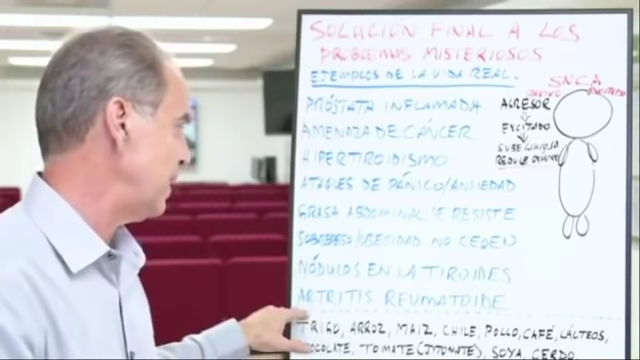 SOLUCIÓN FINAL A LOS
PROBLEMAS MISTERIOSOS
EJEMPLOS DE LA VIDA REAL.
PRÓSTATA INFLAMADA
AMENAZA DE CÁNCER
HIPERTIROIDISMO
ATAQUES DE PÁNICO/ANSIEDAD
GRASA ABDOMINAL SE RESISTE
SOBREPESO/OBESIDAD NO CEDEN
NÓDULOS EN LA TIROIDES
ARTRITIS REUMATOIDE
TRIGO, ARROZ, MAIZ, CHILE, POLLO, CAFÉ, LÁCTEOS,
CHOCOLATE, TOMATE (JITOMATE), SOYA, CERDO.
SNCA
AGRESOR
EXCITADO